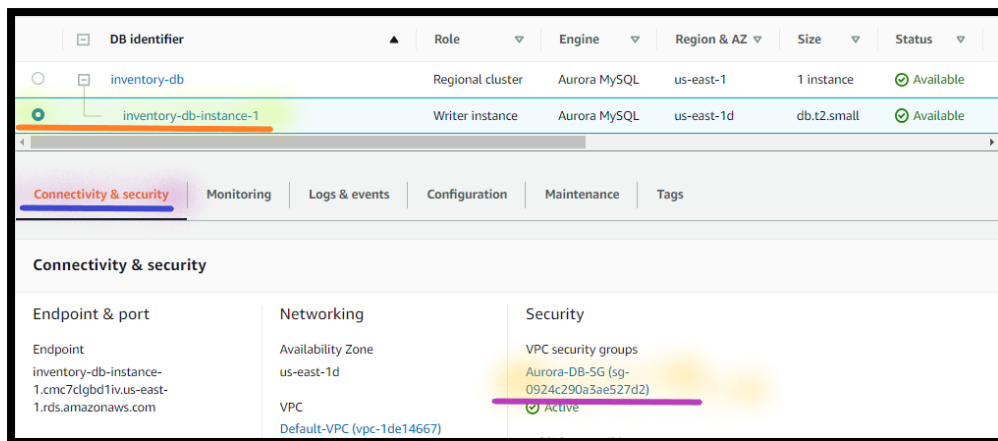 DB identifier Role Engine Region & AZ Size Status
inventory-db Regional cluster Aurora MySQL us-east-1 1 instance Available
inventory-db-instance-1 Writer instance Aurora MySQL us-east-1d db.t2.small Available
Connectivity & security Monitoring Logs & events Configuration Maintenance Tags
Connectivity & security
Endpoint & port
Endpoint
inventory-db-instance-
1.cmc7clgbd1iv.us-east-
1.rds.amazonaws.com
Networking
Availability Zone
us-east-1d
VPC
Default-VPC (vpc-1de14667)
Security
VPC security groups
Aurora-DB-SG (sg-
0924c290a3ae527d2)
Active